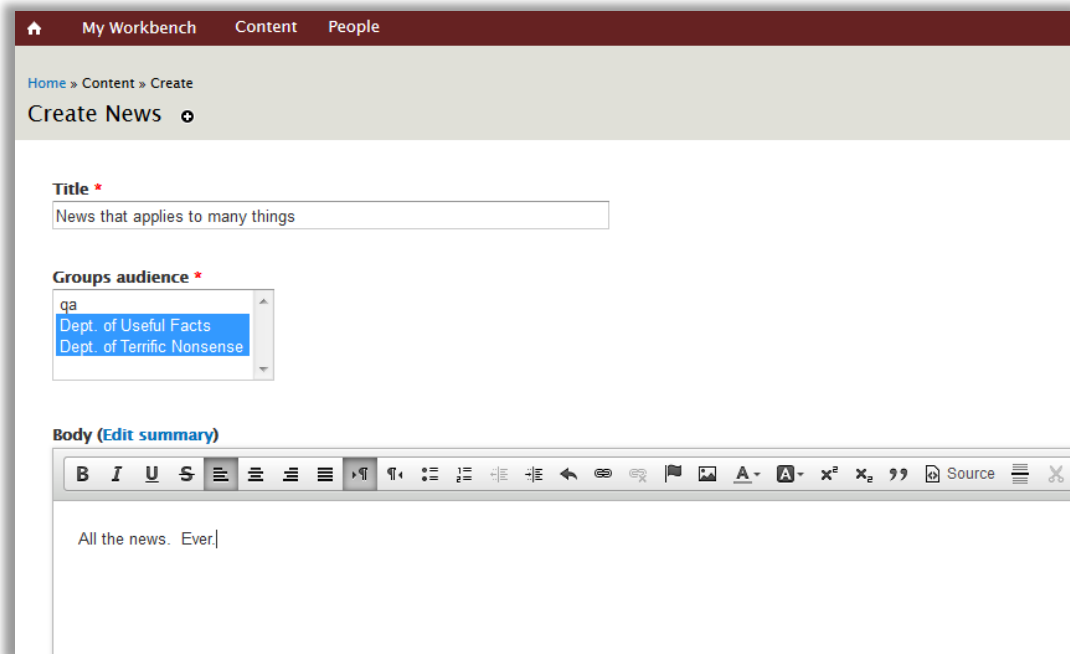 My Workbench Content People
Home » Content » Create
Create News
Title *
News that applies to many things
Groups audience *
qa
Dept. of Useful Facts
Dept. of Terrific Nonsense
Body (Edit summary)
B I U S A A x² x₂ Source
All the news. Ever.